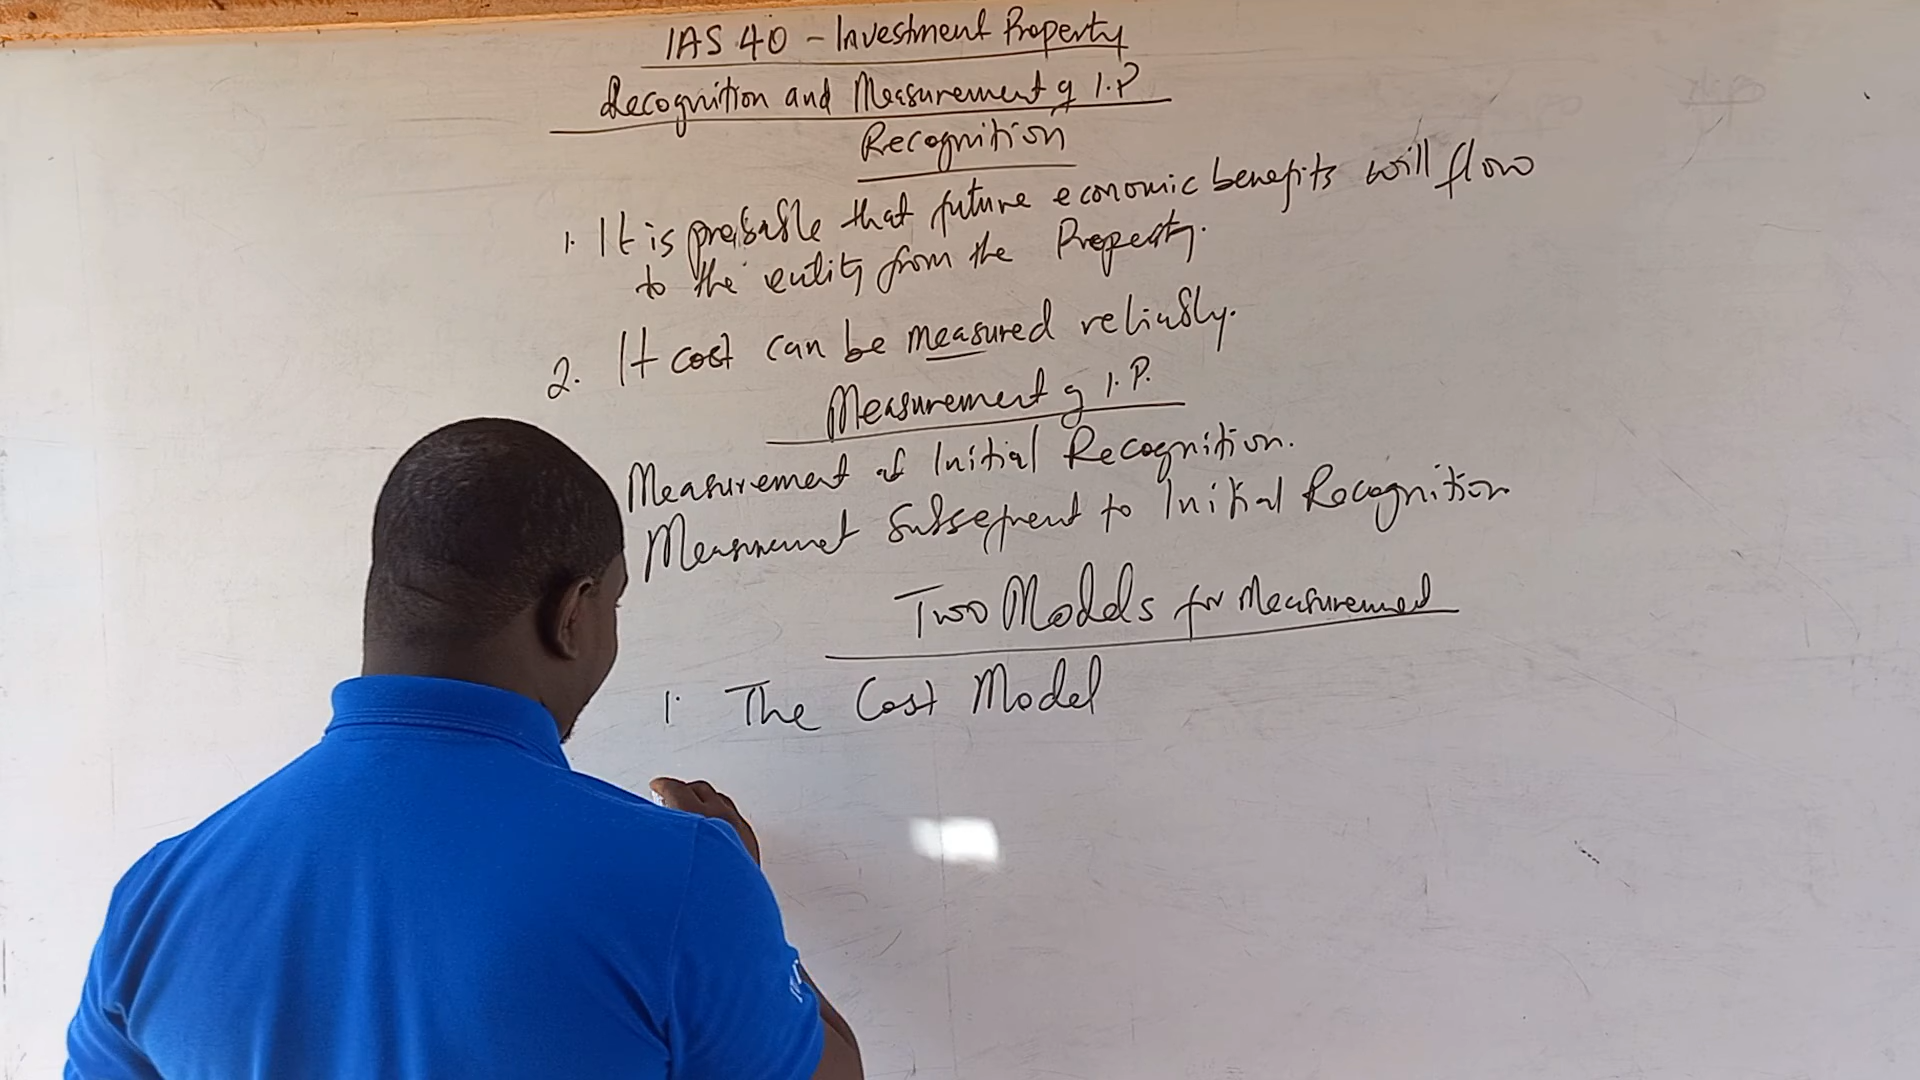 IAS 40 - Investment Property
Recognition and Measurement of I.P
Recognition
1. It is probable that future economic benefits will flow
to the entity from the Property.
2. It cost can be measured reliably.
Measurement of I.P.
Measurement at Initial Recognition.
Measurement Subsequent to Initial Recognition
Two Models for Measurement
1. The Cost Model